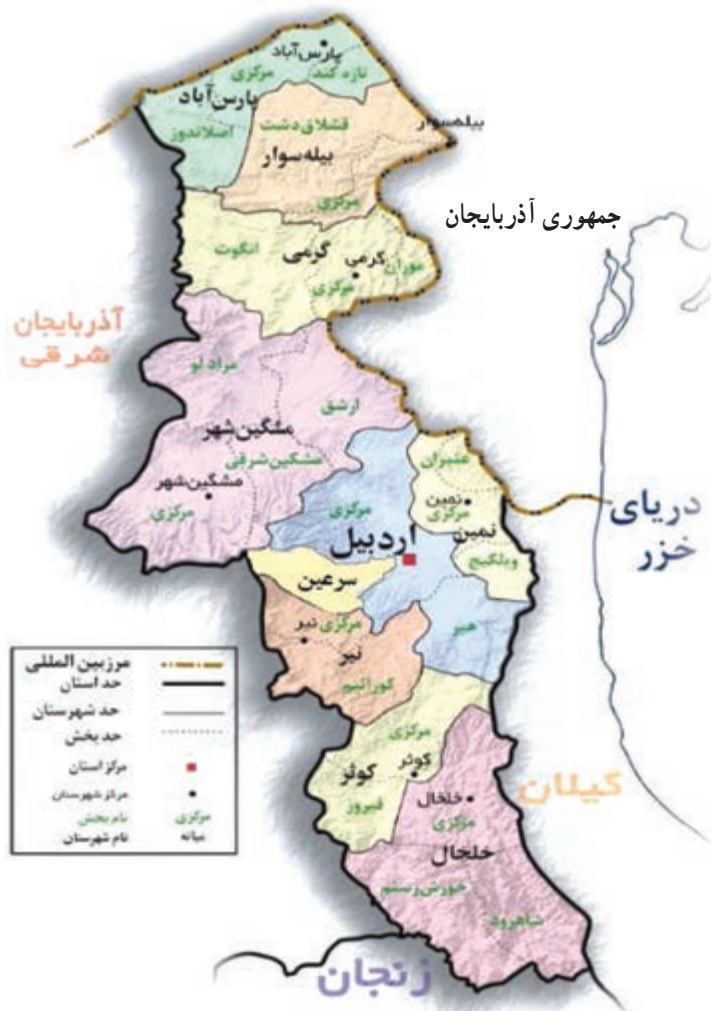 پارس‌آباد
مرکزی
تازه کند
پارس‌آباد
اصلاندوز
قشلاق‌دشت
بیله‌سوار
بیله‌سوار
مرکزی
جمهوری آذربایجان
انگوت
گرمی
گرمی
موران
مرکزی
آذربایجان
شرقی
مرادلو
ارشق
مشگین‌شهر
مشگین‌شرقی
مشگین‌شهر
مرکزی
عنبران
نمین
مرکزی
نمین
ویلکیج
مرکزی
اردبیل
دریای
خزر
سرعین
هیر
نیر
مرکزی
نیر
کورائیم
مرکزی
کوثر
کوثر
فیروز
گیلان
خلخال
مرکزی
خلخال
خورش‌رستم
شاهرود
زنجان
مرزبین المللی
حد استان
حد شهرستان
حد بخش
مرکز استان
مرکز شهرستان
نام بخش مرکزی
نام شهرستان میانه